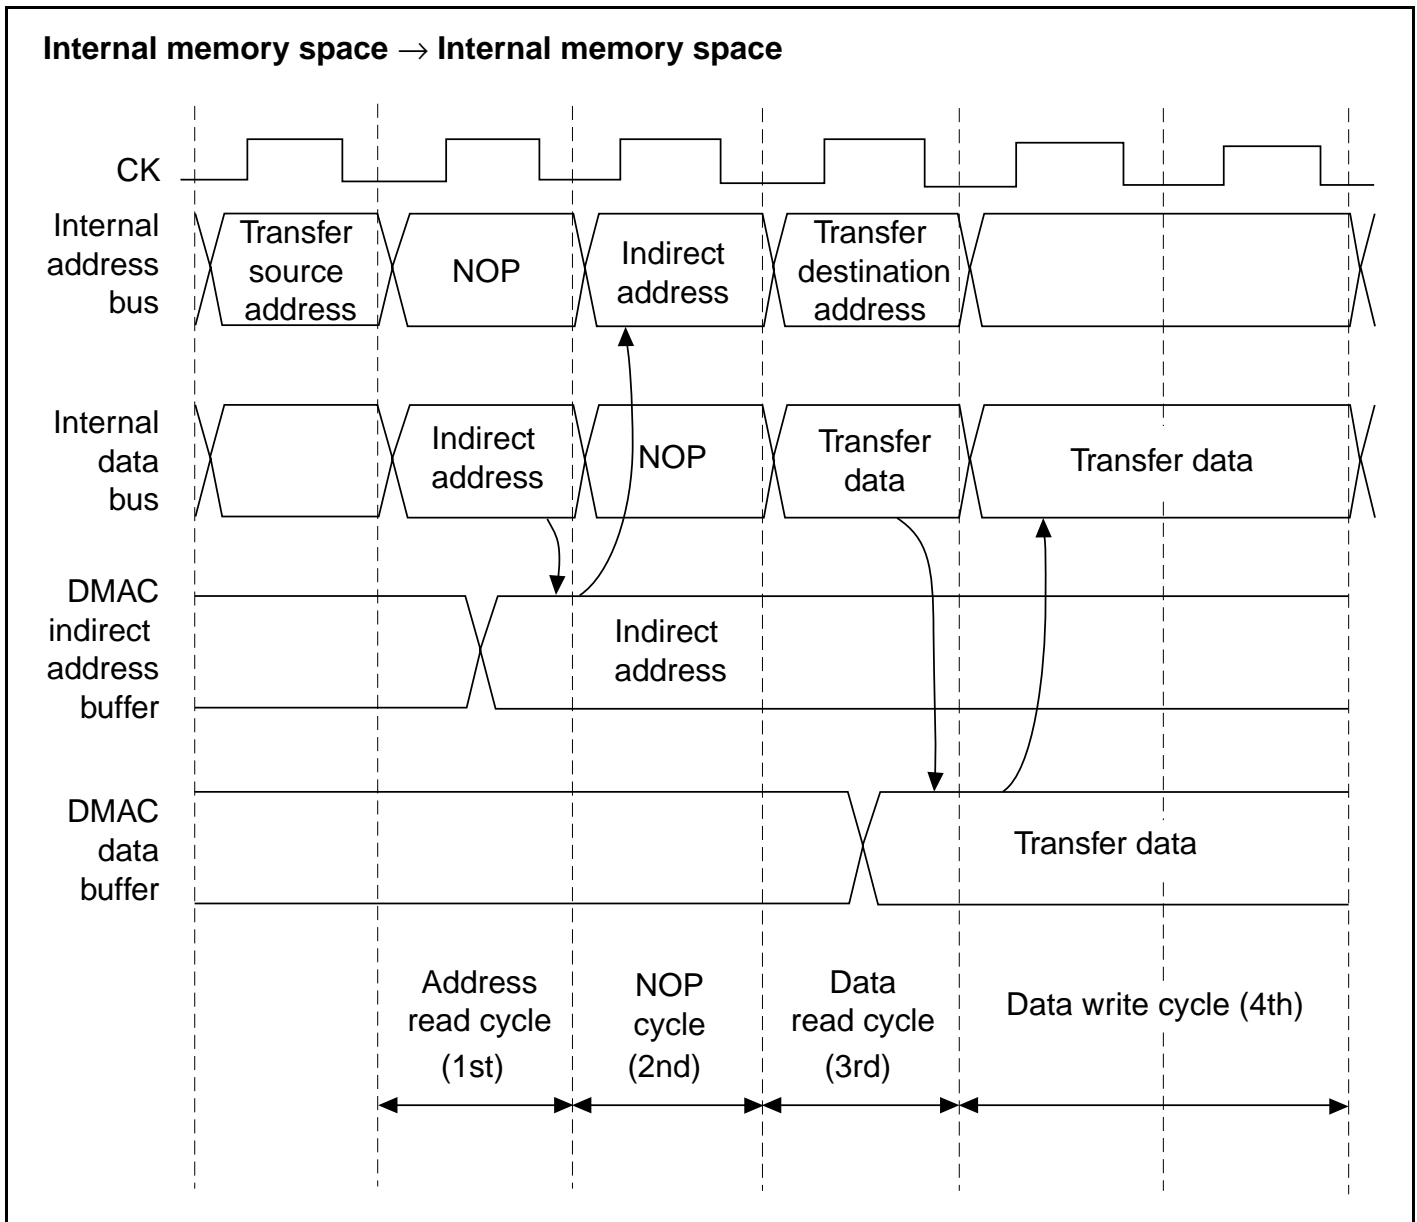 Internal memory space → Internal memory space
CK
Internal
address
bus
Transfer
source
address
NOP
Indirect
address
Transfer
destination
address
Internal
data
bus
Indirect
address
NOP
Transfer
data
Transfer data
DMAC
indirect
address
buffer
Indirect
address
DMAC
data
buffer
Transfer data
Address
read cycle
(1st)
NOP
cycle
(2nd)
Data
read cycle
(3rd)
Data write cycle (4th)